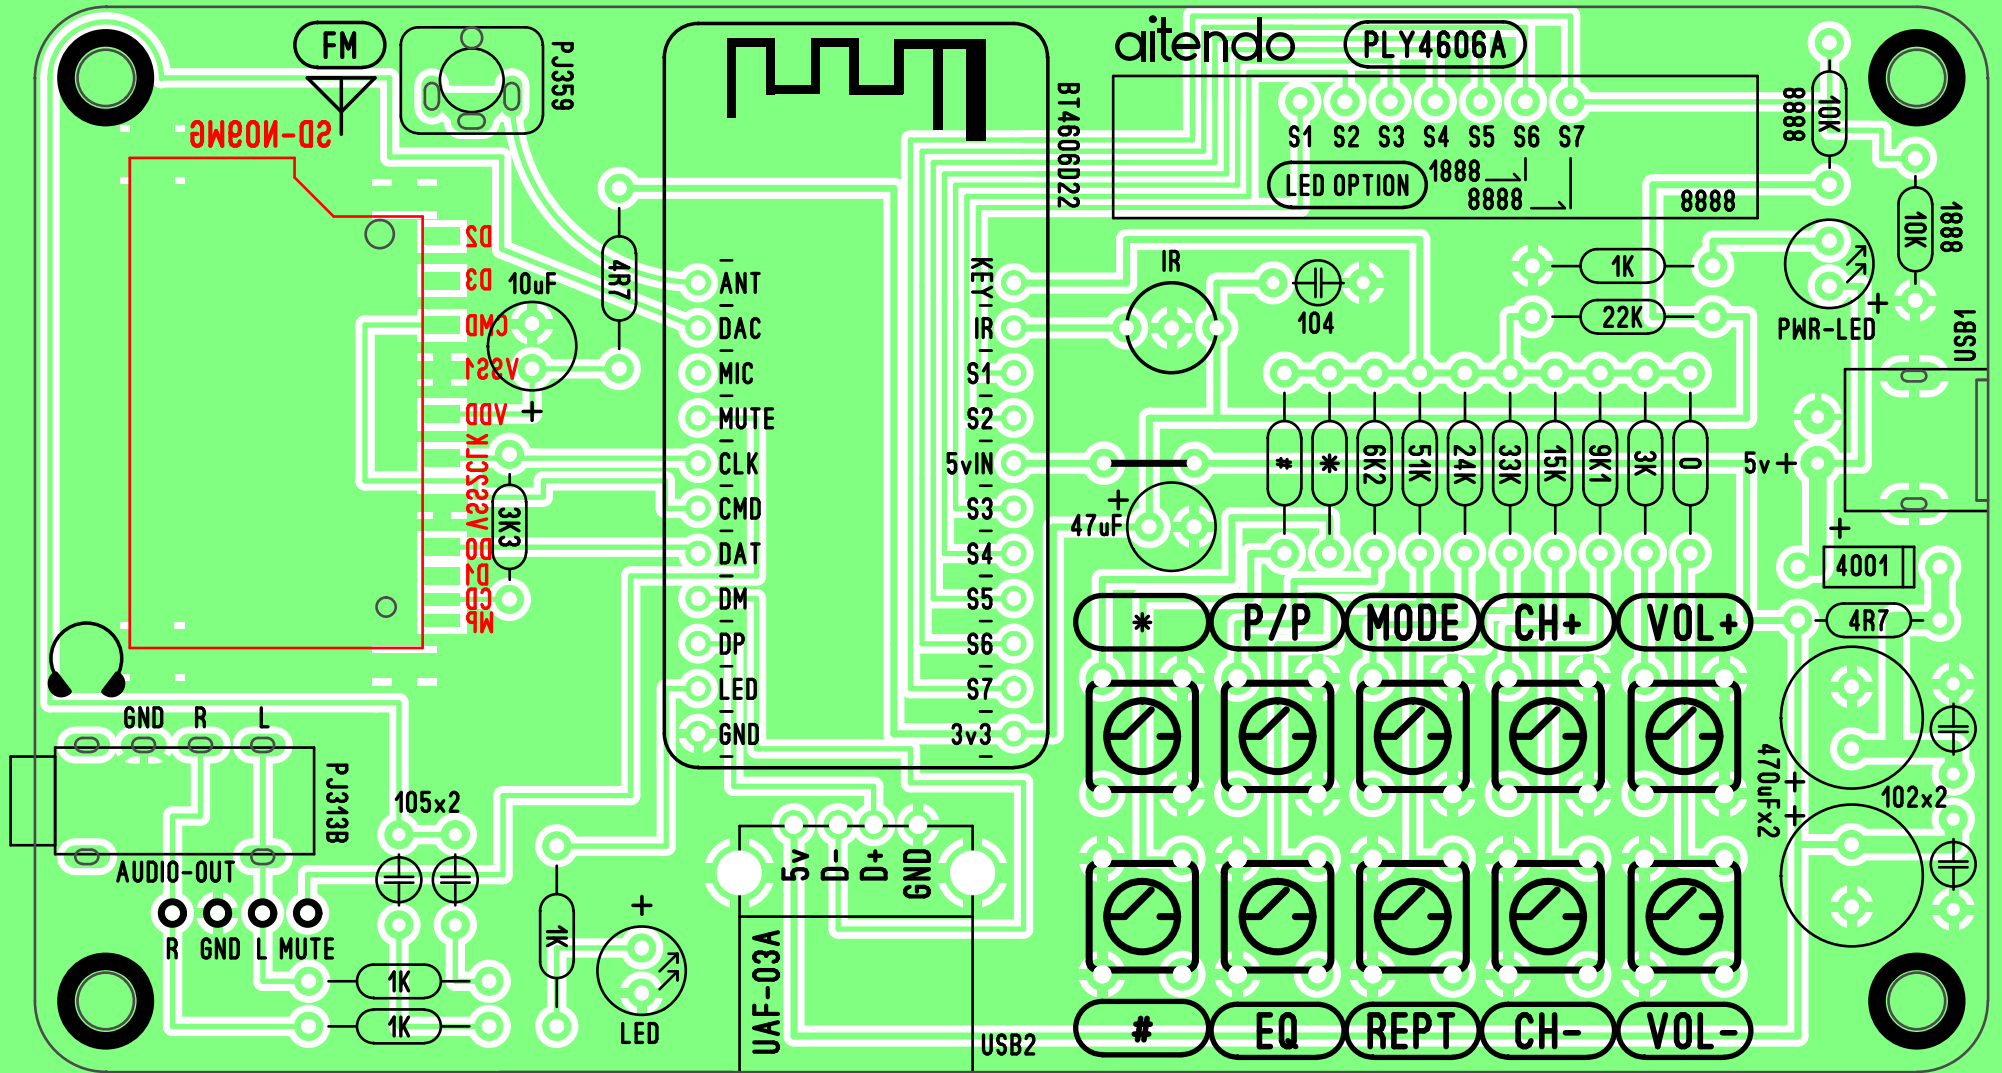 FM
PJ359
aitendo
PLY4606A
SD-N09MG
BT4606D22
S1 S2 S3 S4 S5 S6 S7
LED OPTION
1888
8888
8888
8888
10K
10K
1888
D2
D3
CMD
VSS1
VDD
CLK
VSS2
D0
D1
CD
WP
10uF
+
4R7
3K3
ANT
DAC
MIC
MUTE
CLK
CMD
DAT
DM
DP
LED
GND
KEY
IR
S1
S2
5vIN
S3
S4
S5
S6
S7
3v3
IR
104
1K
22K
PWR-LED
+
USB1
# * 6K2 51K 24K 33K 15K 9K1 3K 0
5v+
+
47uF
+
4001
4R7
* P/P MODE CH+ VOL+
470uFx2
+
+
102x2
GND R L
PJ313B
AUDIO-OUT
105x2
R GND L MUTE
1K
1K
1K
+
LED
5v D- D+ GND
UAF-03A
USB2
# EQ REPT CH- VOL-